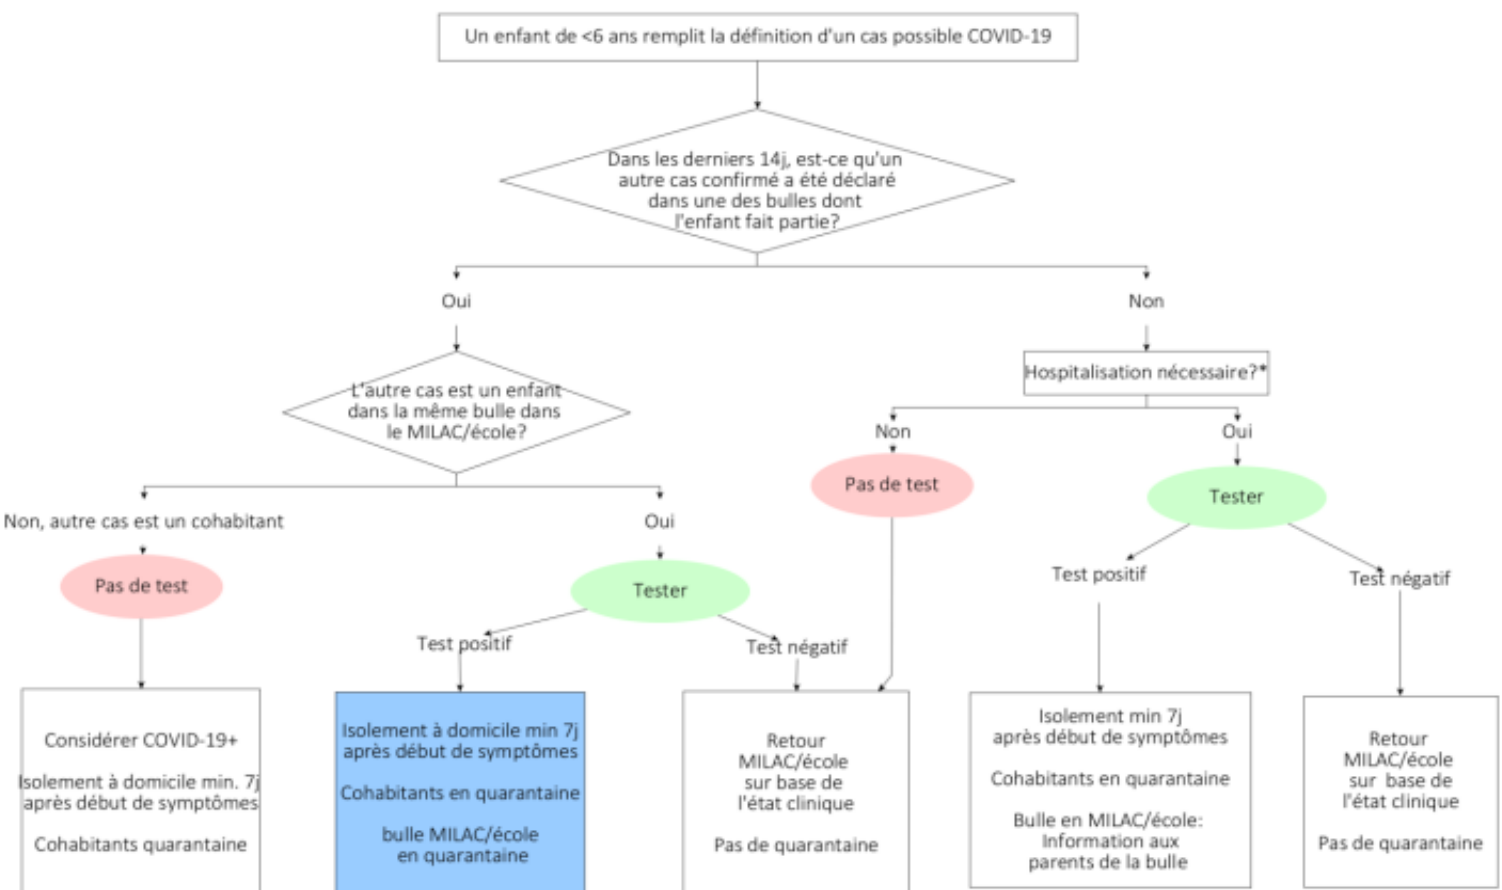 Un enfant de <6 ans remplit la définition d'un cas possible COVID-19
Dans les derniers 14j, est-ce qu'un
autre cas confirmé a été déclaré
dans une des bulles dont
l'enfant fait partie?
Oui
Non
L'autre cas est un enfant
dans la même bulle dans
le MILAC/école?
Hospitalisation nécessaire?*
Non
Oui
Pas de test
Tester
Non, autre cas est un cohabitant
Oui
Pas de test
Tester
Test positif
Test négatif
Test positif
Test négatif
Considérer COVID-19+
Isolement à domicile min. 7j
après début de symptômes
Cohabitants quarantaine
Isolement à domicile min 7j
après début de symptômes
Cohabitants en quarantaine
bulle MILAC/école
en quarantaine
Retour
MILAC/école
sur base de
l'état clinique
Pas de quarantaine
Isolement min 7j
après début de symptômes
Cohabitants en quarantaine
Bulle en MILAC/école:
Information aux
parents de la bulle
Retour
MILAC/école
sur base de
l'état clinique
Pas de quarantaine